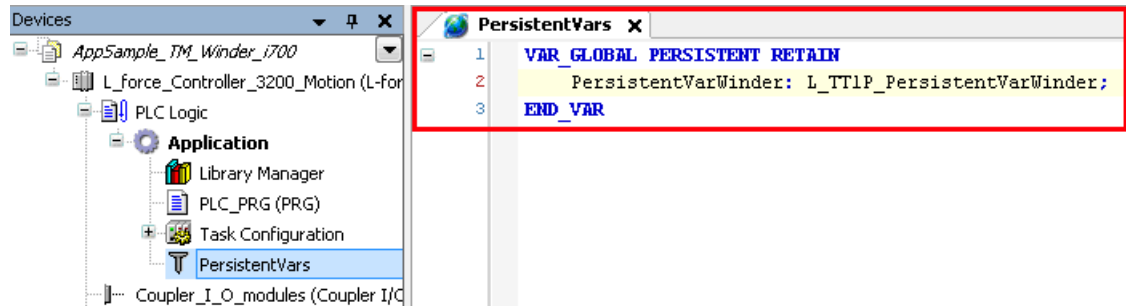 Devices
AppSample_TM_Winder_i700
L_force_Controller_3200_Motion (L-for
PLC Logic
Application
Library Manager
PLC_PRG (PRG)
Task Configuration
PersistentVars
Coupler_I_O_modules (Coupler I/C
PersistentVars
1 VAR_GLOBAL PERSISTENT RETAIN
2 PersistentVarWinder: L_TT1P_PersistentVarWinder;
3 END_VAR